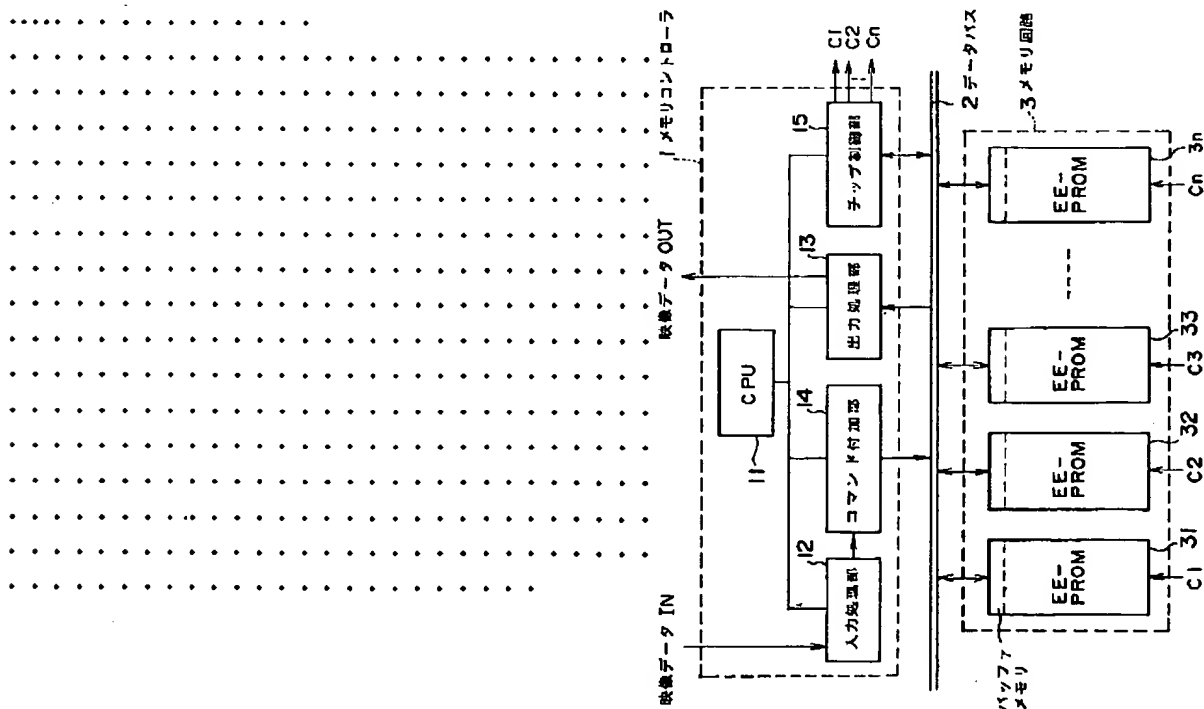 映像データ IN
映像データ OUT
1 メモリコントローラ
CPU
11
12
入力処理部
14
コマンド付加部
13
出力処理部
15
チップ制御部
C1
C2
Cn
2 データバス
3 メモリ回路
バッファ
メモリ
EE-
PROM
31
C1
EE-
PROM
32
C2
EE-
PROM
33
C3
EE-
PROM
3n
Cn